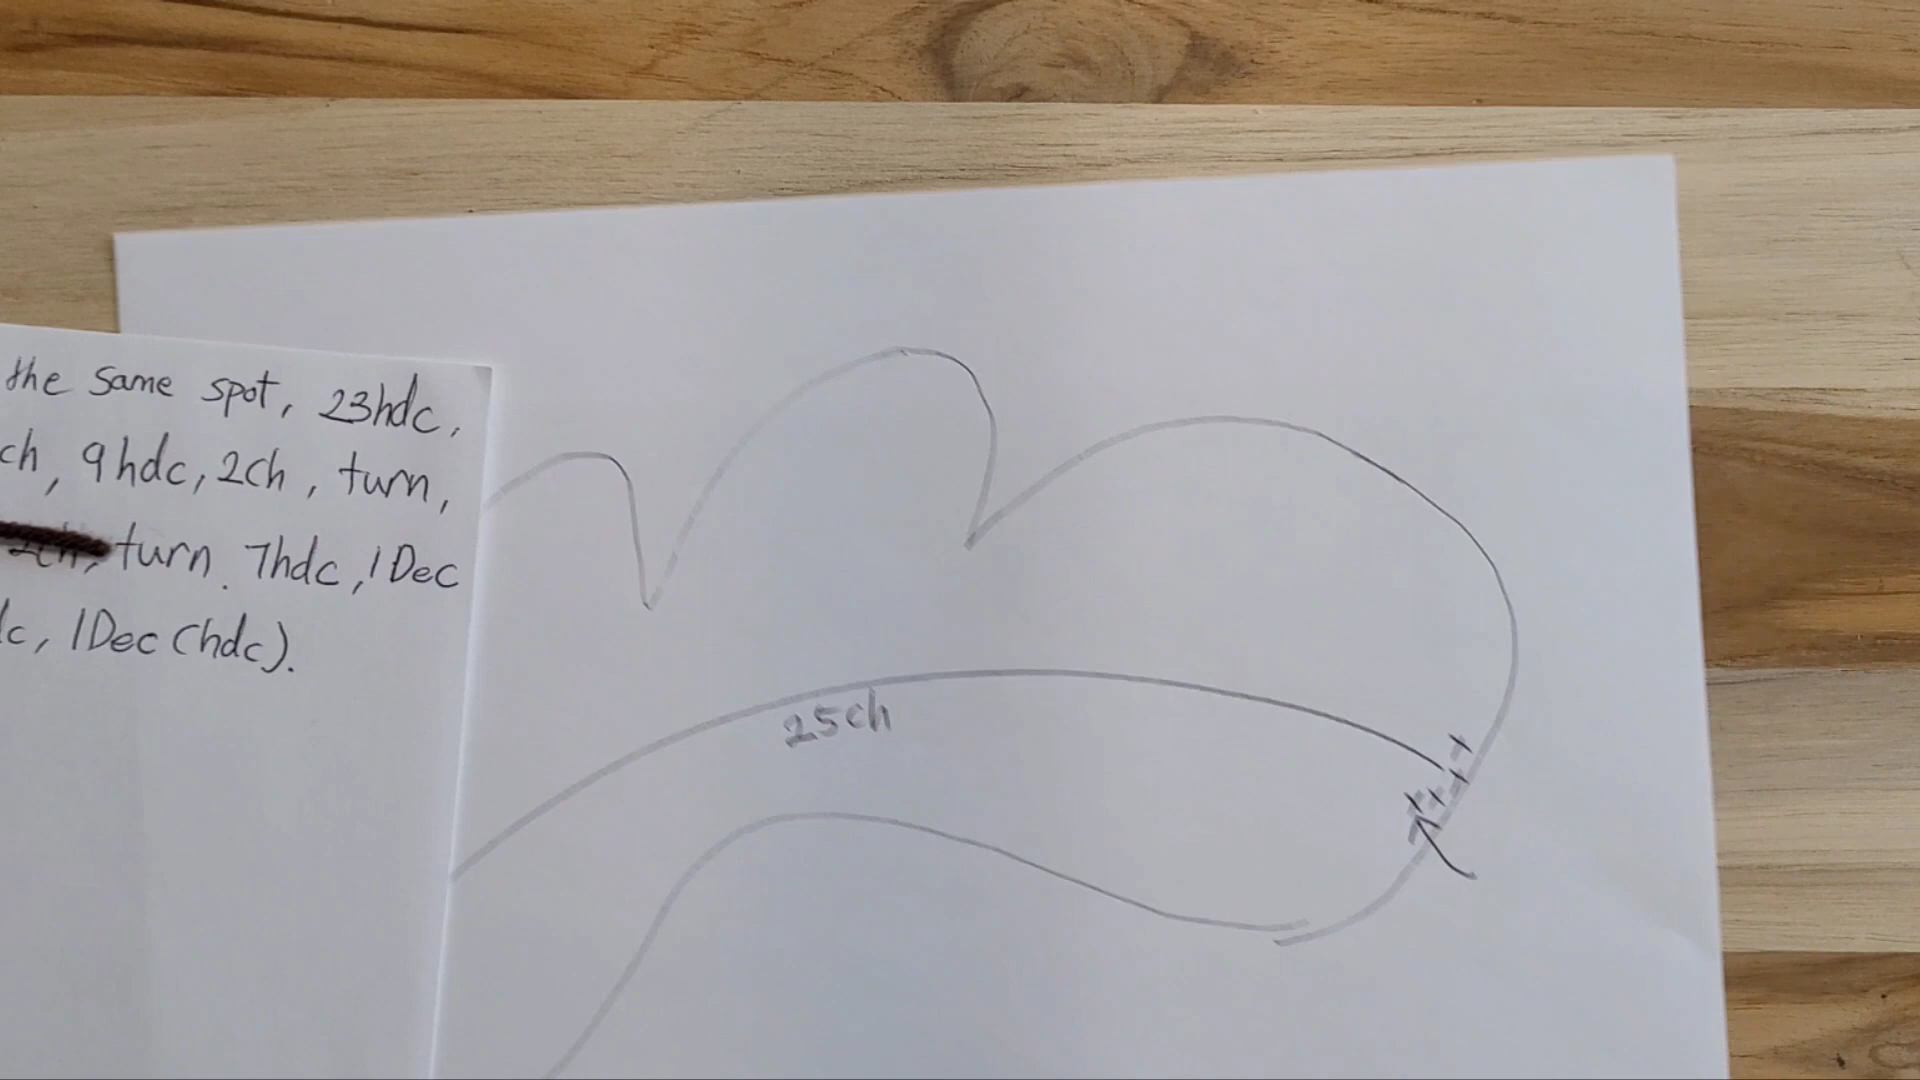 the same spot, 23hdc,
ch, 9hdc, 2ch, turn,
turn. 7hdc, 1Dec
c, 1Dec (hdc).
25ch